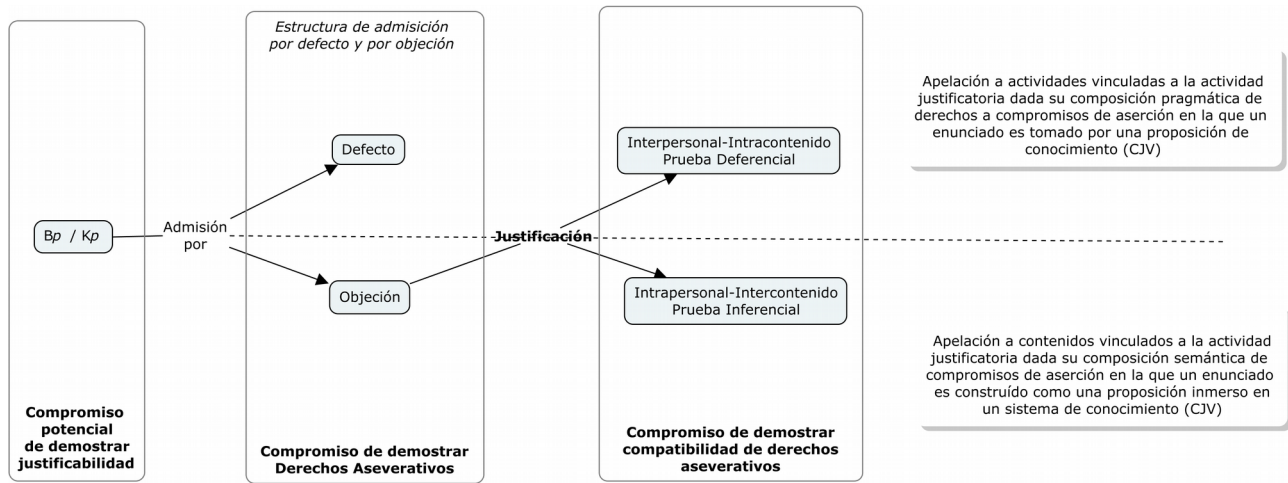 Estructura de admisición
por defecto y por objeción
Bp / Kp
Compromiso
potencial
de demostrar
justificabilidad
Admisión
por
Defecto
Objeción
Compromiso de demostrar
Derechos Aseverativos
Justificación
Interpersonal-Intracontenido
Prueba Deferencial
Intrapersonal-Intercontenido
Prueba Inferencial
Compromiso de demostrar
compatibilidad de derechos
aseverativos
Apelación a actividades vinculadas a la actividad
justificatoria dada su composición pragmática de
derechos a compromisos de aserción en la que un
enunciado es tomado por una proposición de
conocimiento (CJV)
Apelación a contenidos vinculados a la actividad
justificatoria dada su composición semántica de
compromisos de aserción en la que un enunciado
es construído como una proposición inmerso en
un sistema de conocimiento (CJV)